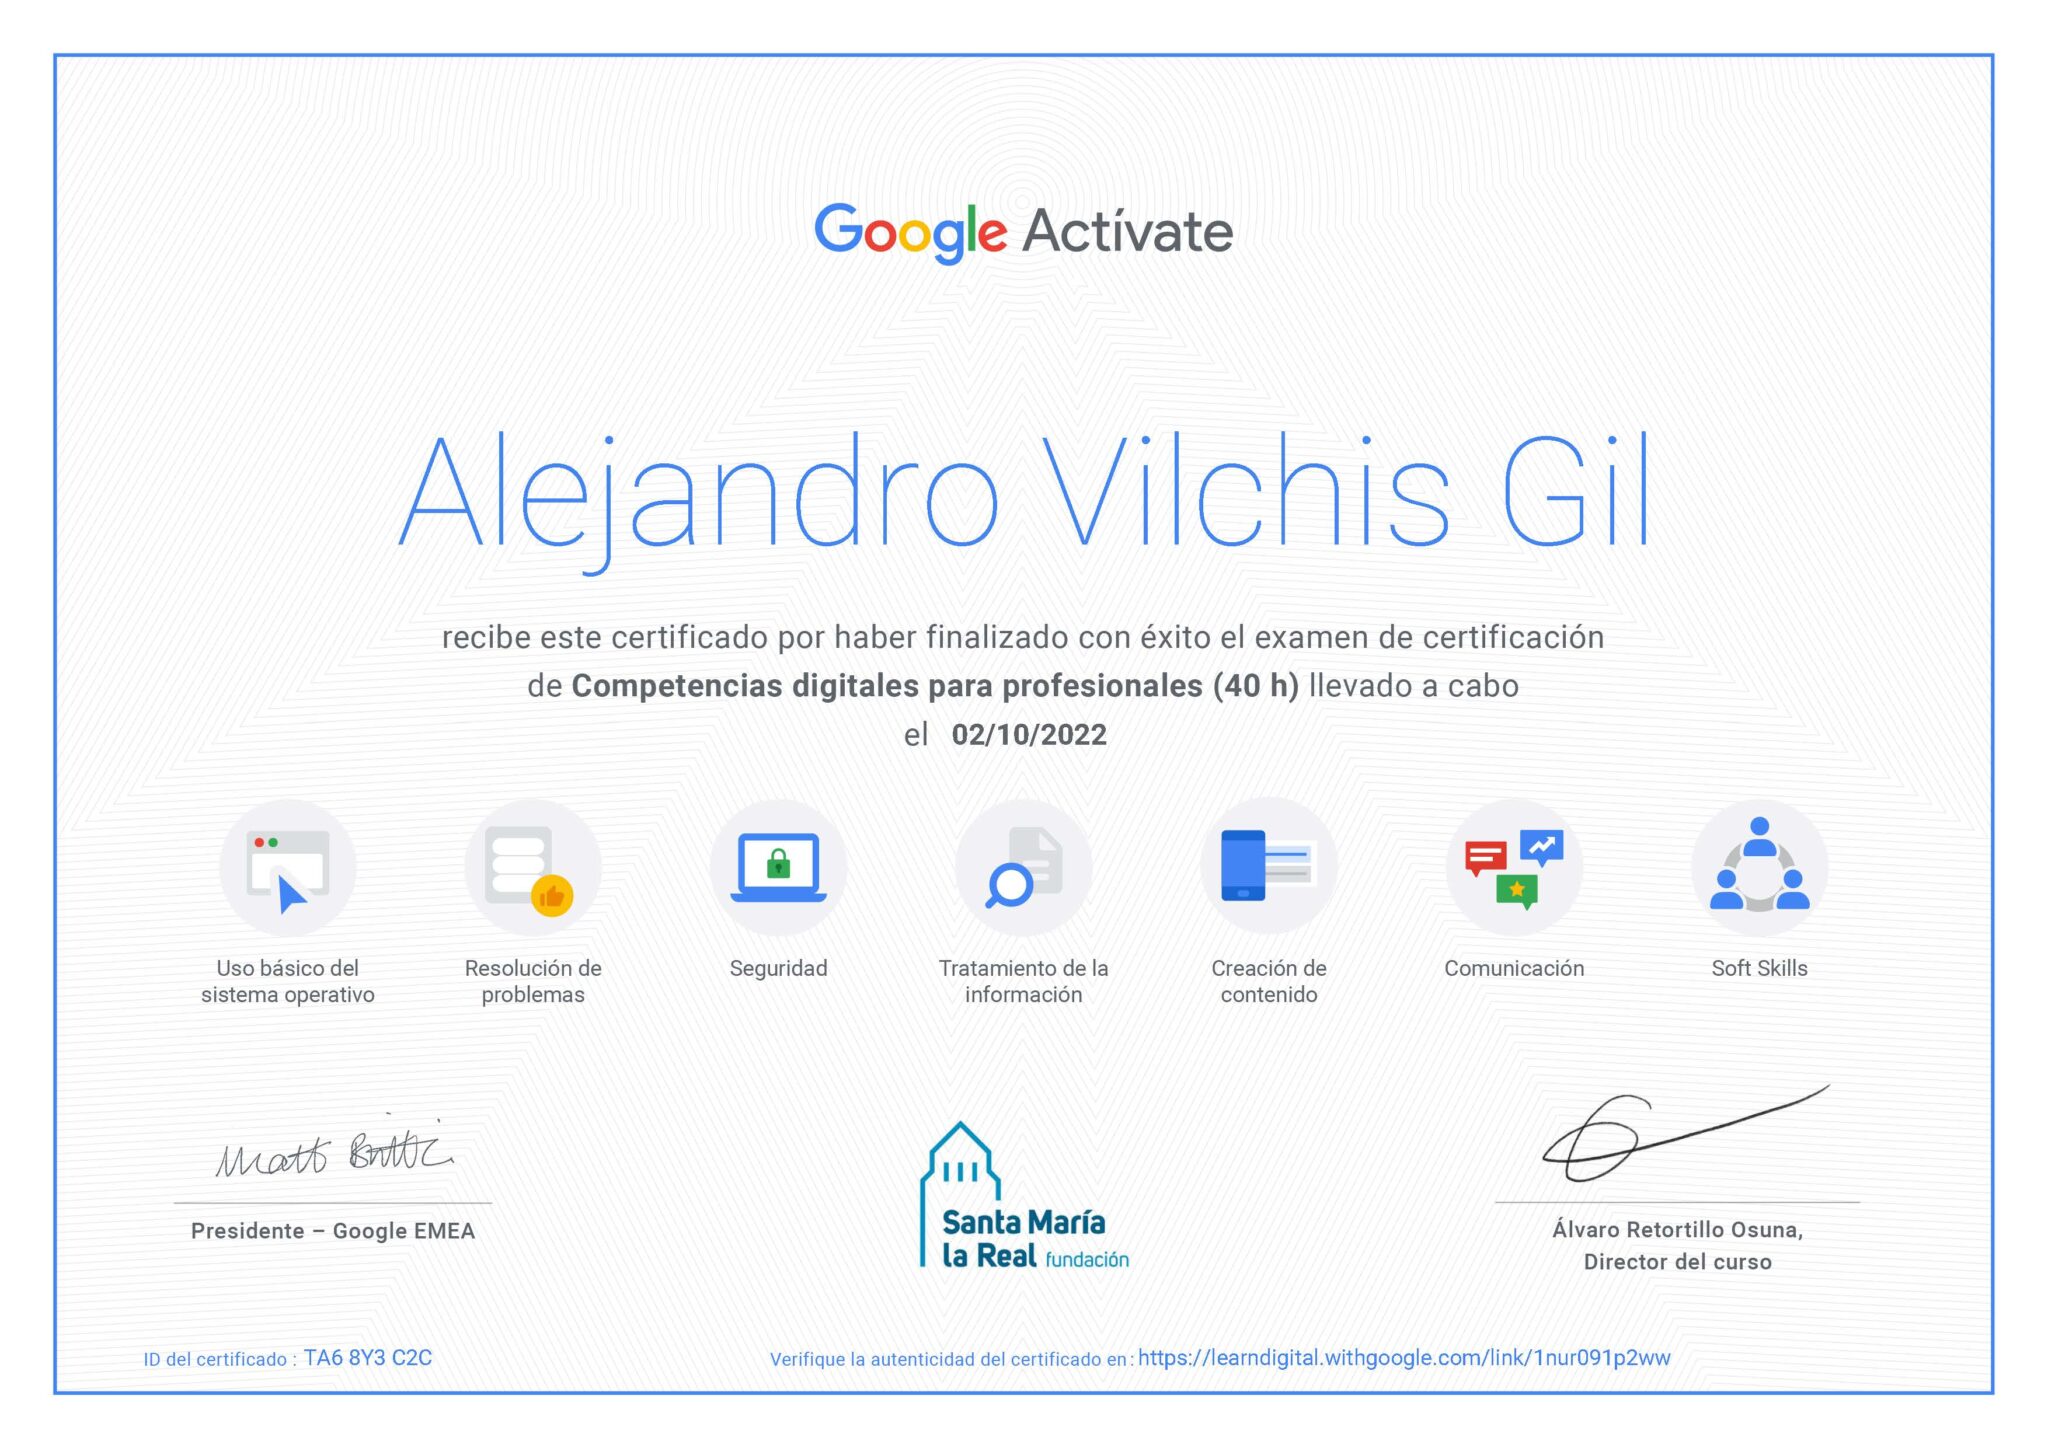 Google Actívate
Alejandro Vilchis Gil
recibe este certificado por haber finalizado con éxito el examen de certificación
de Competencias digitales para profesionales (40 h) llevado a cabo
el 02/10/2022
Uso básico del
sistema operativo
Resolución de
problemas
Seguridad
Tratamiento de la
información
Creación de
contenido
Comunicación
Soft Skills
Matt Brittin
Presidente – Google EMEA
Santa María
la Real fundación
Álvaro Retortillo Osuna,
Director del curso
ID del certificado : TA6 8Y3 C2C
Verifique la autenticidad del certificado en: https://learndigital.withgoogle.com/link/1nur091p2ww